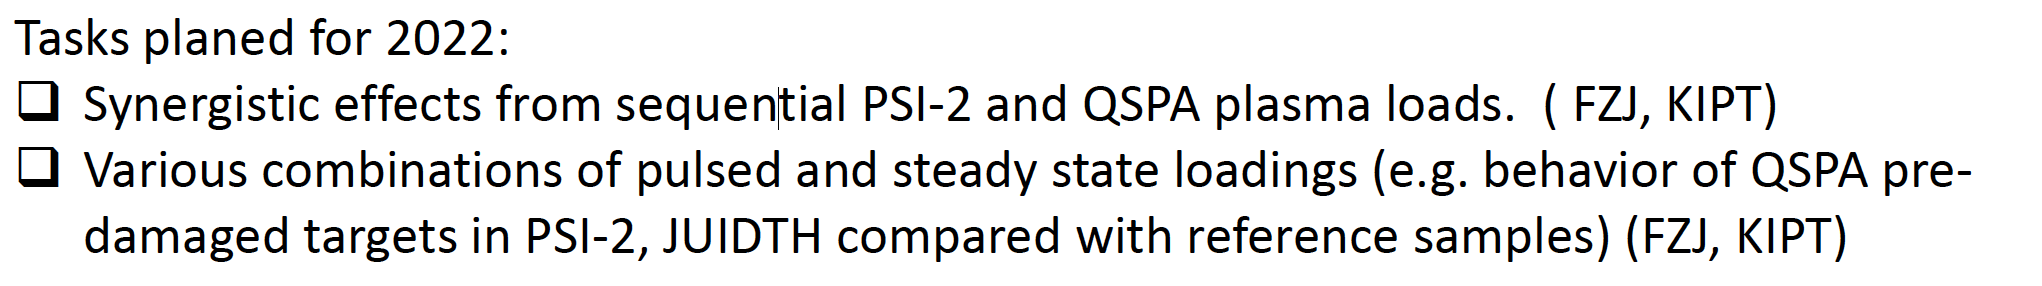 Tasks planed for 2022:
❑ Synergistic effects from sequential PSI-2 and QSPA plasma loads.  ( FZJ, KIPT)
❑ Various combinations of pulsed and steady state loadings (e.g. behavior of QSPA pre-
damaged targets in PSI-2, JUIDTH compared with reference samples) (FZJ, KIPT)